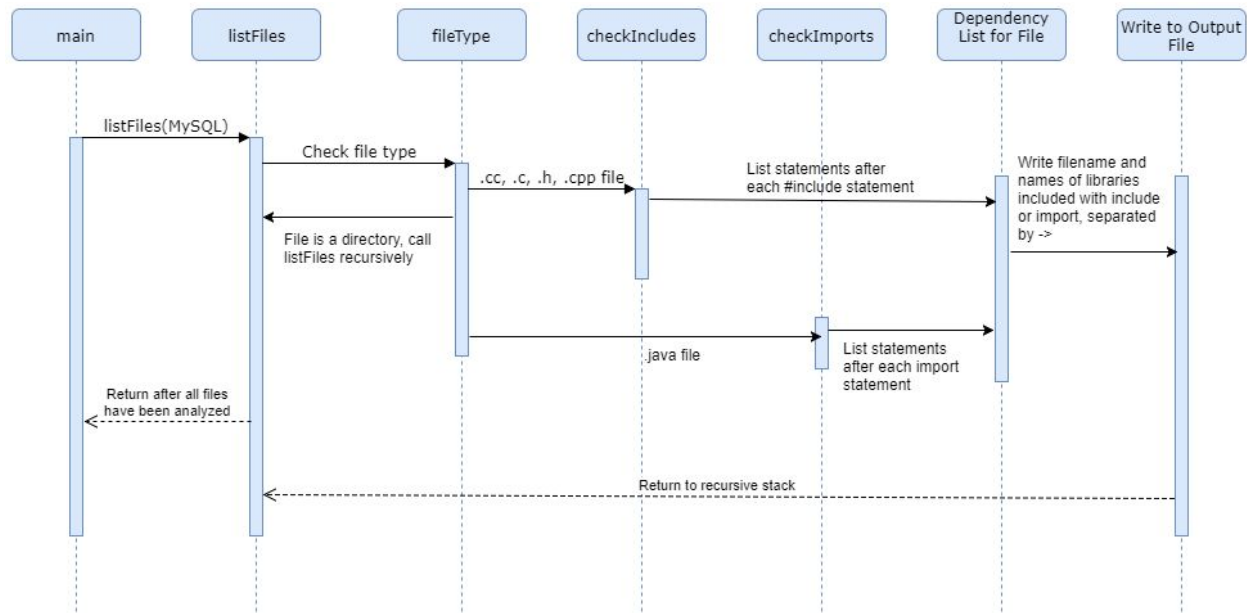 main
listFiles
fileType
checkIncludes
checkImports
Dependency
List for File
Write to Output
File
listFiles(MySQL)
Check file type
.cc, .c, .h, .cpp file
List statements after
each #include statement
Write filename and
names of libraries
included with include
or import, separated
by ->
File is a directory, call
listFiles recursively
.java file
List statements
after each import
statement
Return after all files
have been analyzed
Return to recursive stack